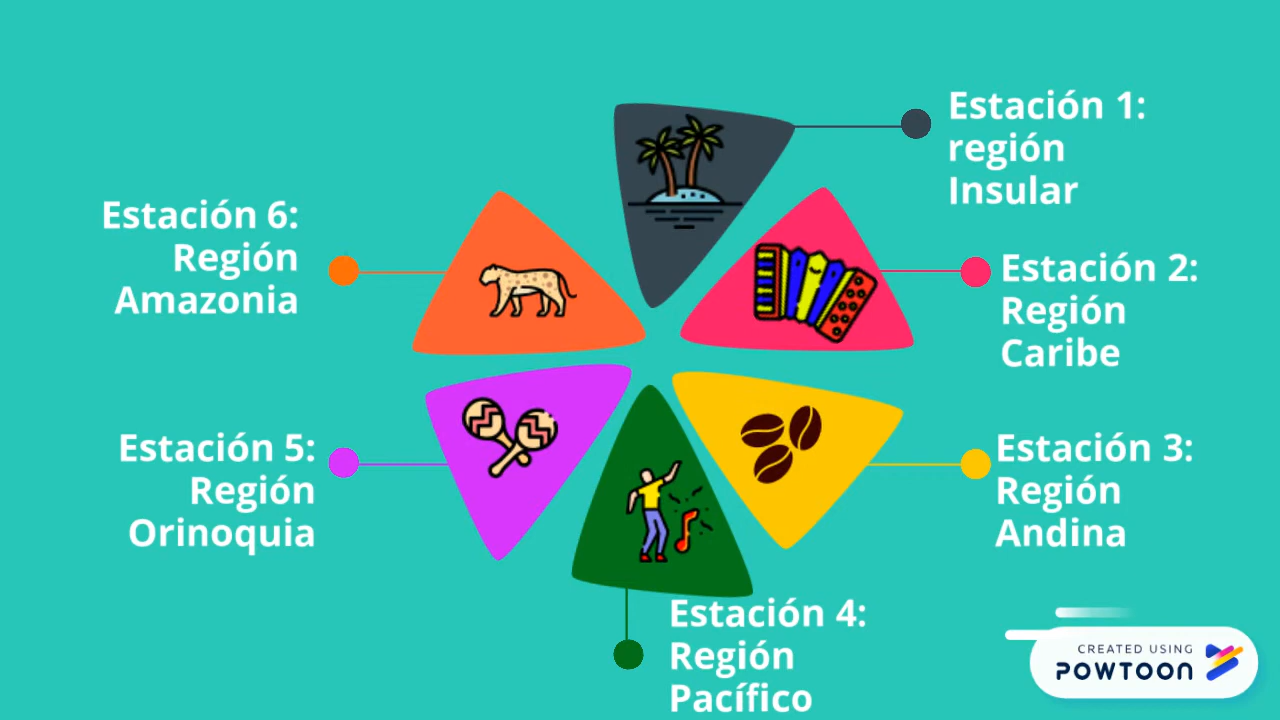 Estación 1:
región
Insular
Estación 2:
Región
Caribe
Estación 3:
Región
Andina
Estación 4:
Región
Pacífico
Estación 5:
Región
Orinoquia
Estación 6:
Región
Amazonia
CREATED USING
POWTOON